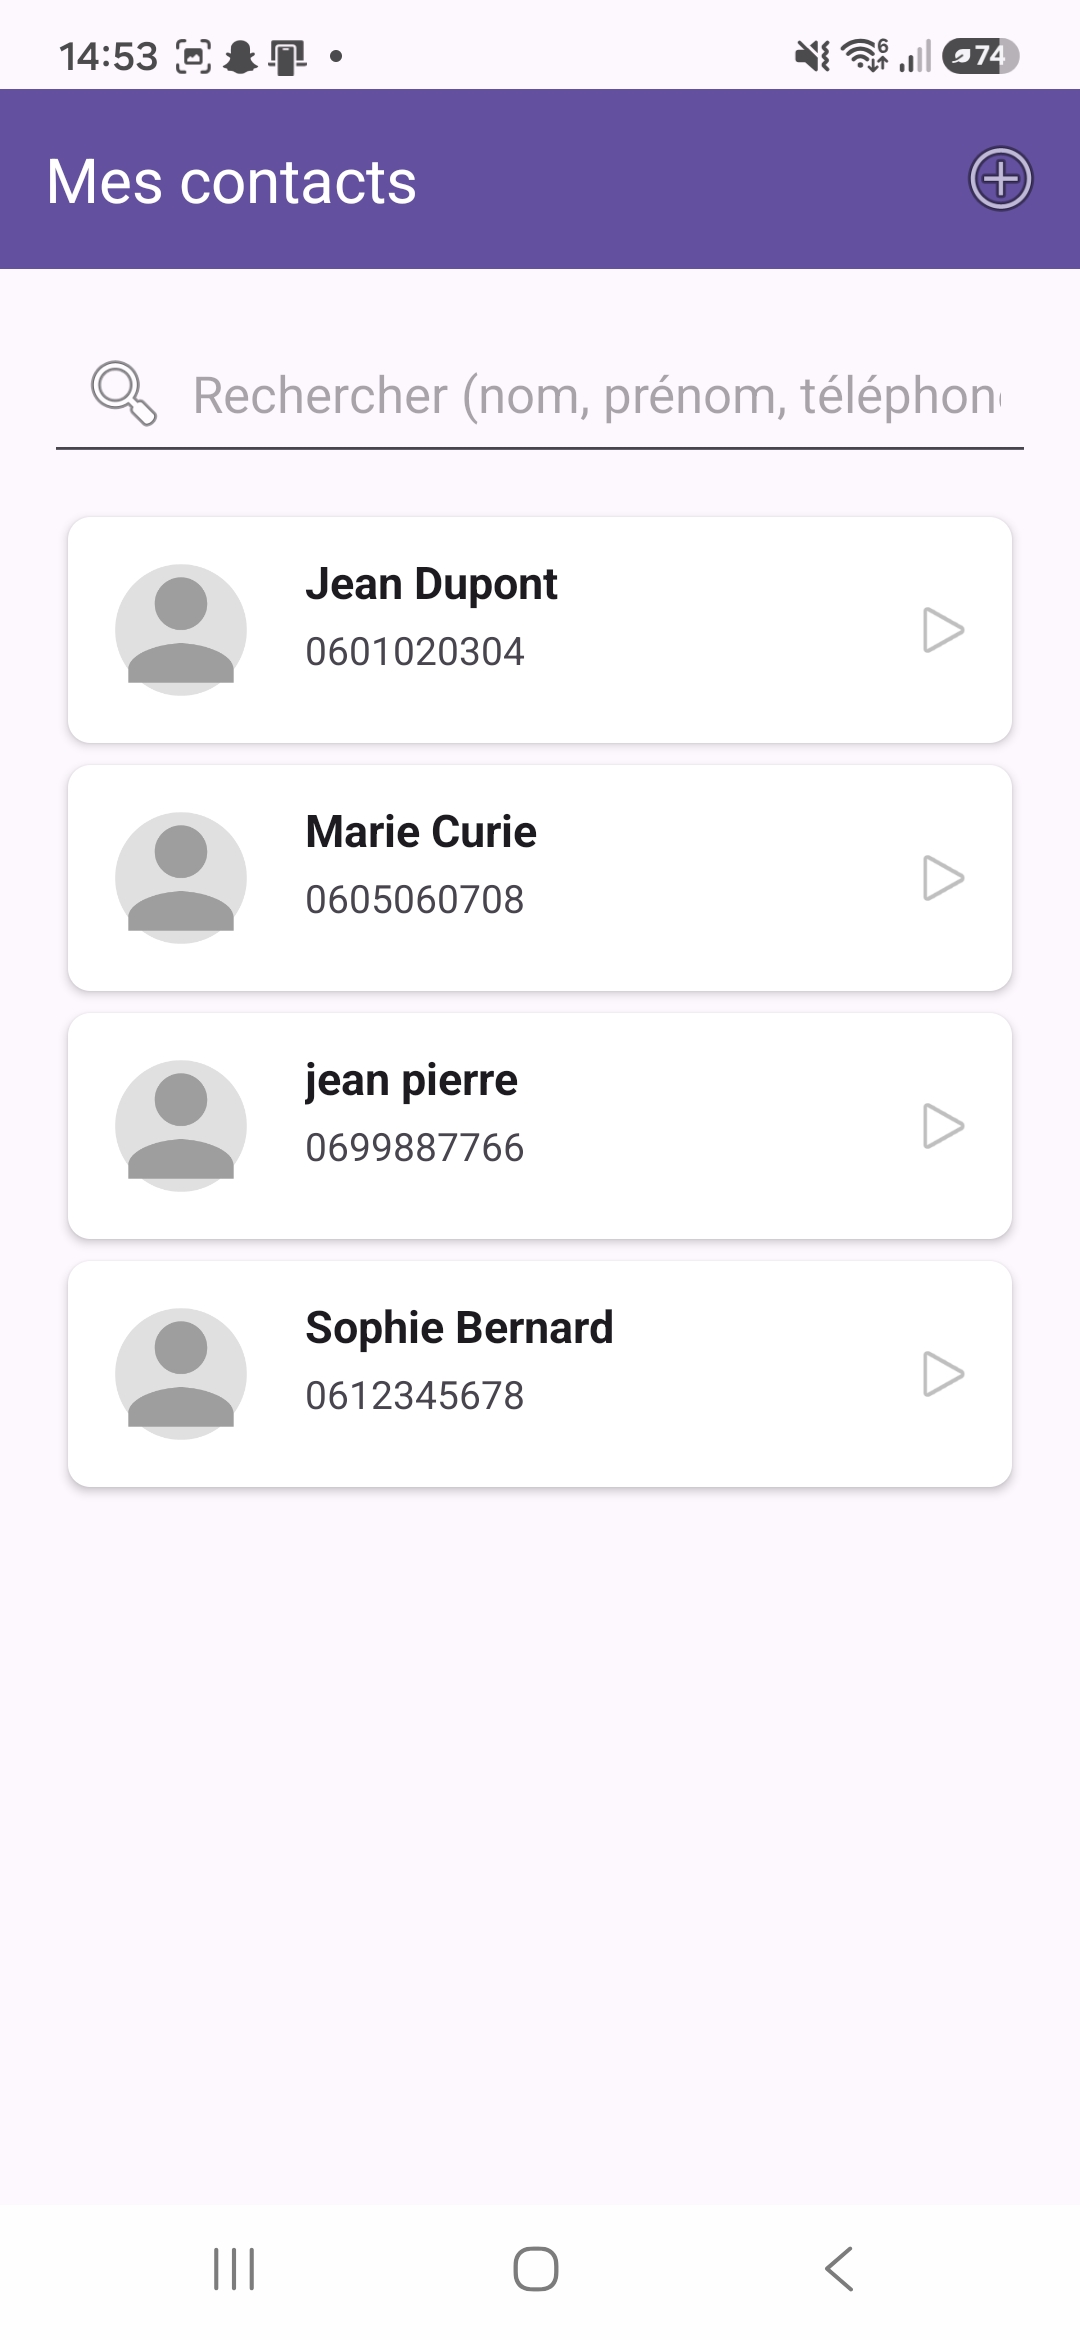 14:53
6
74
Mes contacts
Rechercher (nom, prénom, téléphon
Jean Dupont
0601020304
Marie Curie
0605060708
jean pierre
0699887766
Sophie Bernard
0612345678